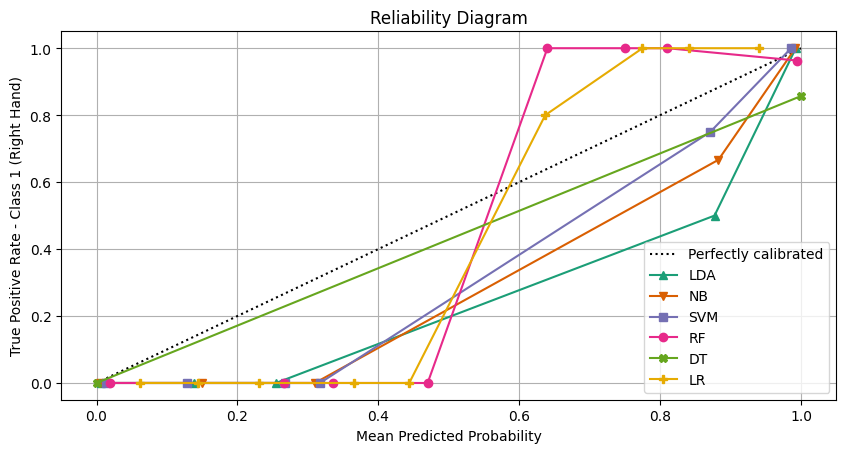 Reliability Diagram
True Positive Rate - Class 1 (Right Hand)
1.0
0.8
0.6
0.4
0.2
0.0
Perfectly calibrated
LDA
NB
SVM
RF
DT
LR
0.0 0.2 0.4 0.6 0.8 1.0
Mean Predicted Probability